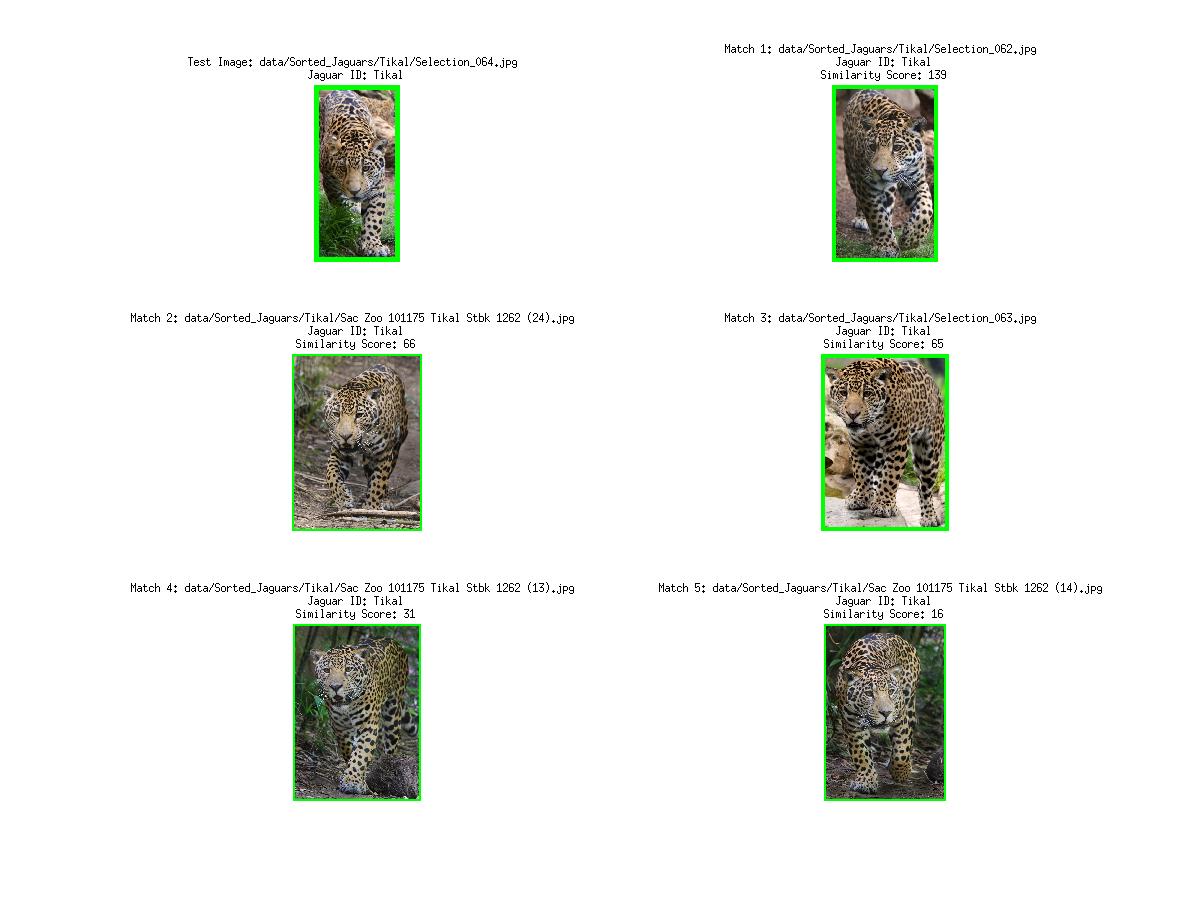 Test Image: data/Sorted_Jaguars/Tikal/Selection_064.jpg
Jaguar ID: Tikal
Match 1: data/Sorted_Jaguars/Tikal/Selection_062.jpg
Jaguar ID: Tikal
Similarity Score: 139
Match 2: data/Sorted_Jaguars/Tikal/Sac Zoo 101175 Tikal Stbk 1262 (24).jpg
Jaguar ID: Tikal
Similarity Score: 66
Match 3: data/Sorted_Jaguars/Tikal/Selection_063.jpg
Jaguar ID: Tikal
Similarity Score: 65
Match 4: data/Sorted_Jaguars/Tikal/Sac Zoo 101175 Tikal Stbk 1262 (13).jpg
Jaguar ID: Tikal
Similarity Score: 31
Match 5: data/Sorted_Jaguars/Tikal/Sac Zoo 101175 Tikal Stbk 1262 (14).jpg
Jaguar ID: Tikal
Similarity Score: 16